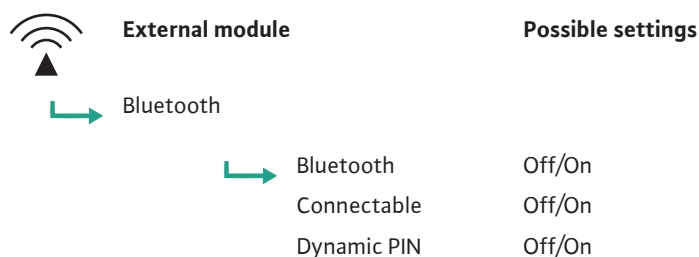 External module Possible settings
Bluetooth
Bluetooth Off/On
Connectable Off/On
Dynamic PIN Off/On